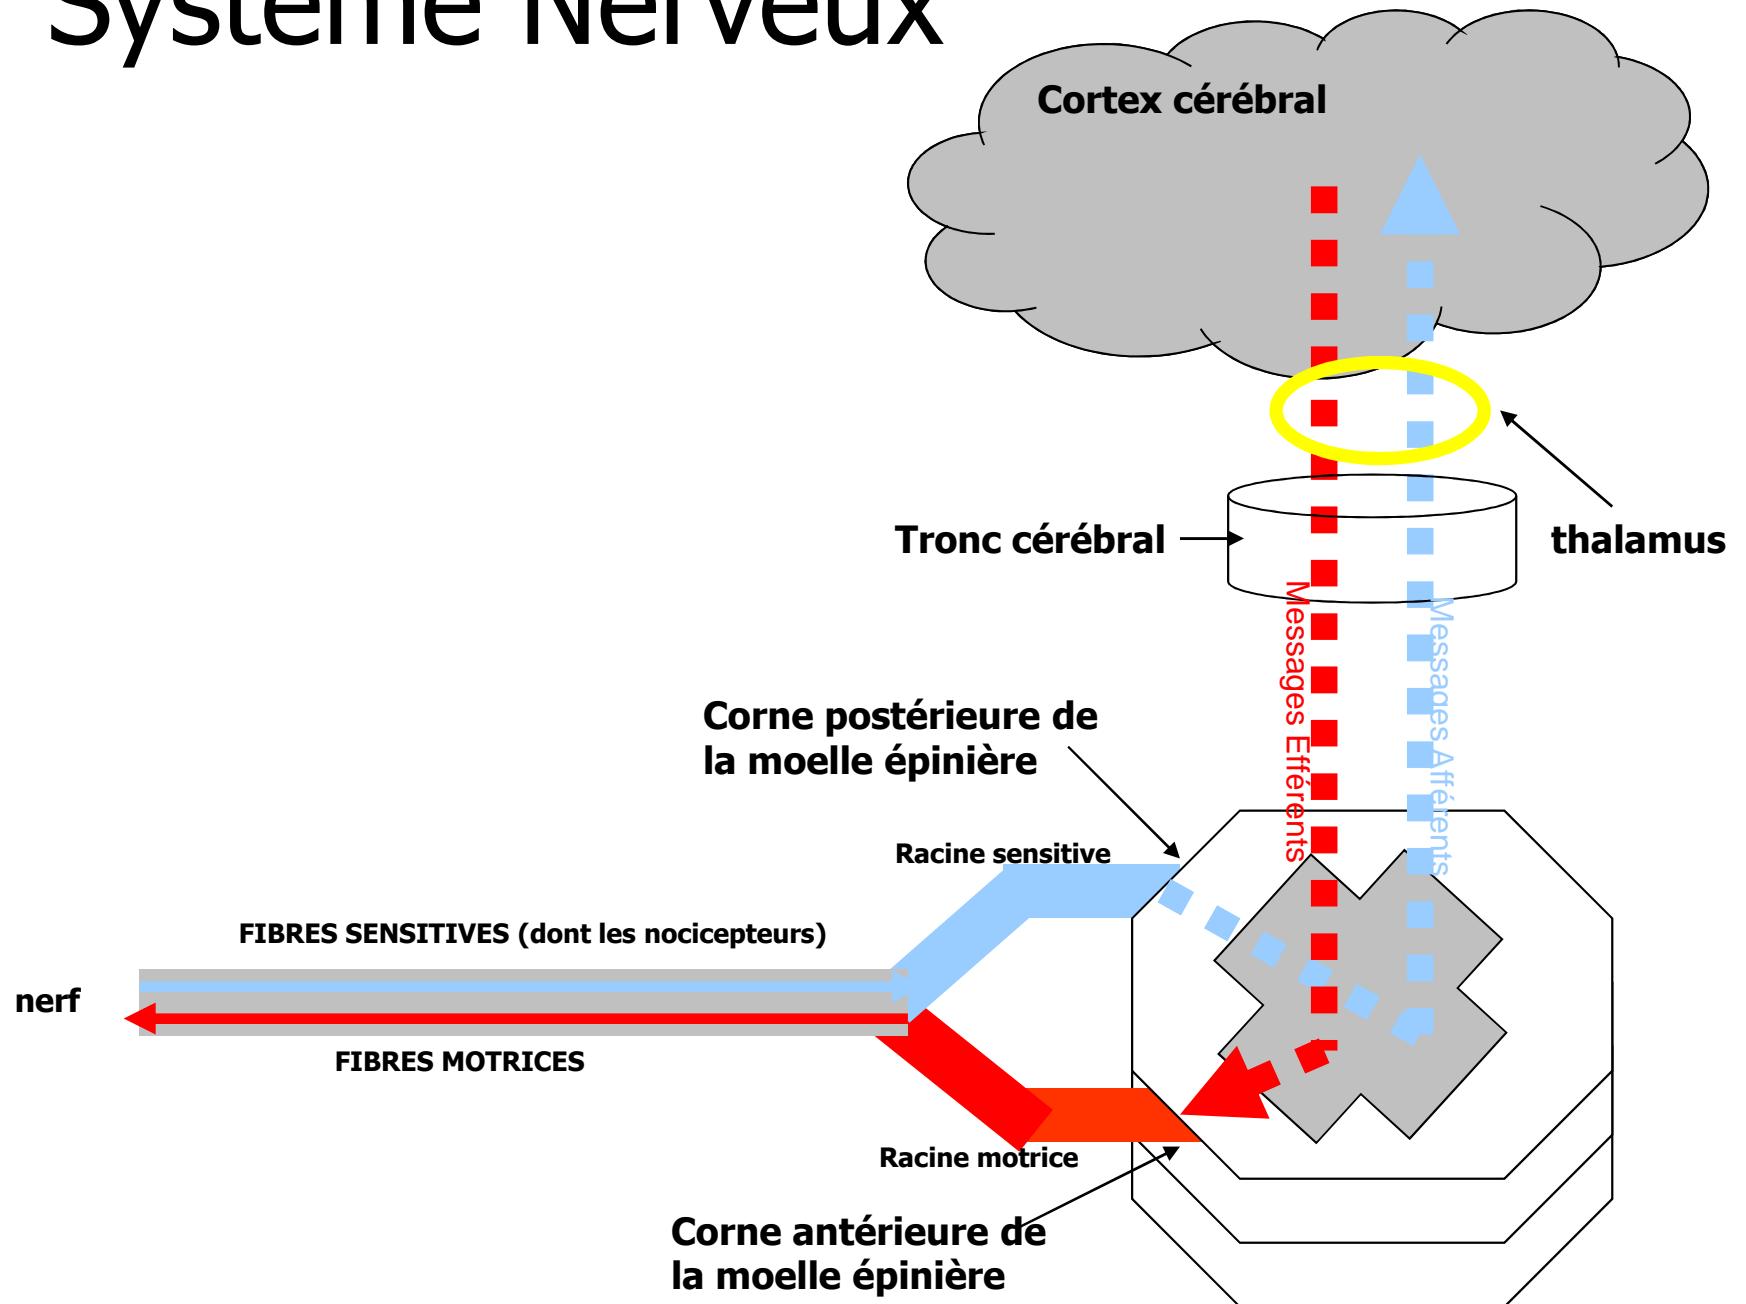 Système Nerveux
Cortex cérébral
Tronc cérébral
thalamus
Messages Efférents
Messages Afférents
Corne postérieure de
la moelle épinière
Racine sensitive
FIBRES SENSITIVES (dont les nocicepteurs)
nerf
FIBRES MOTRICES
Racine motrice
Corne antérieure de
la moelle épinière